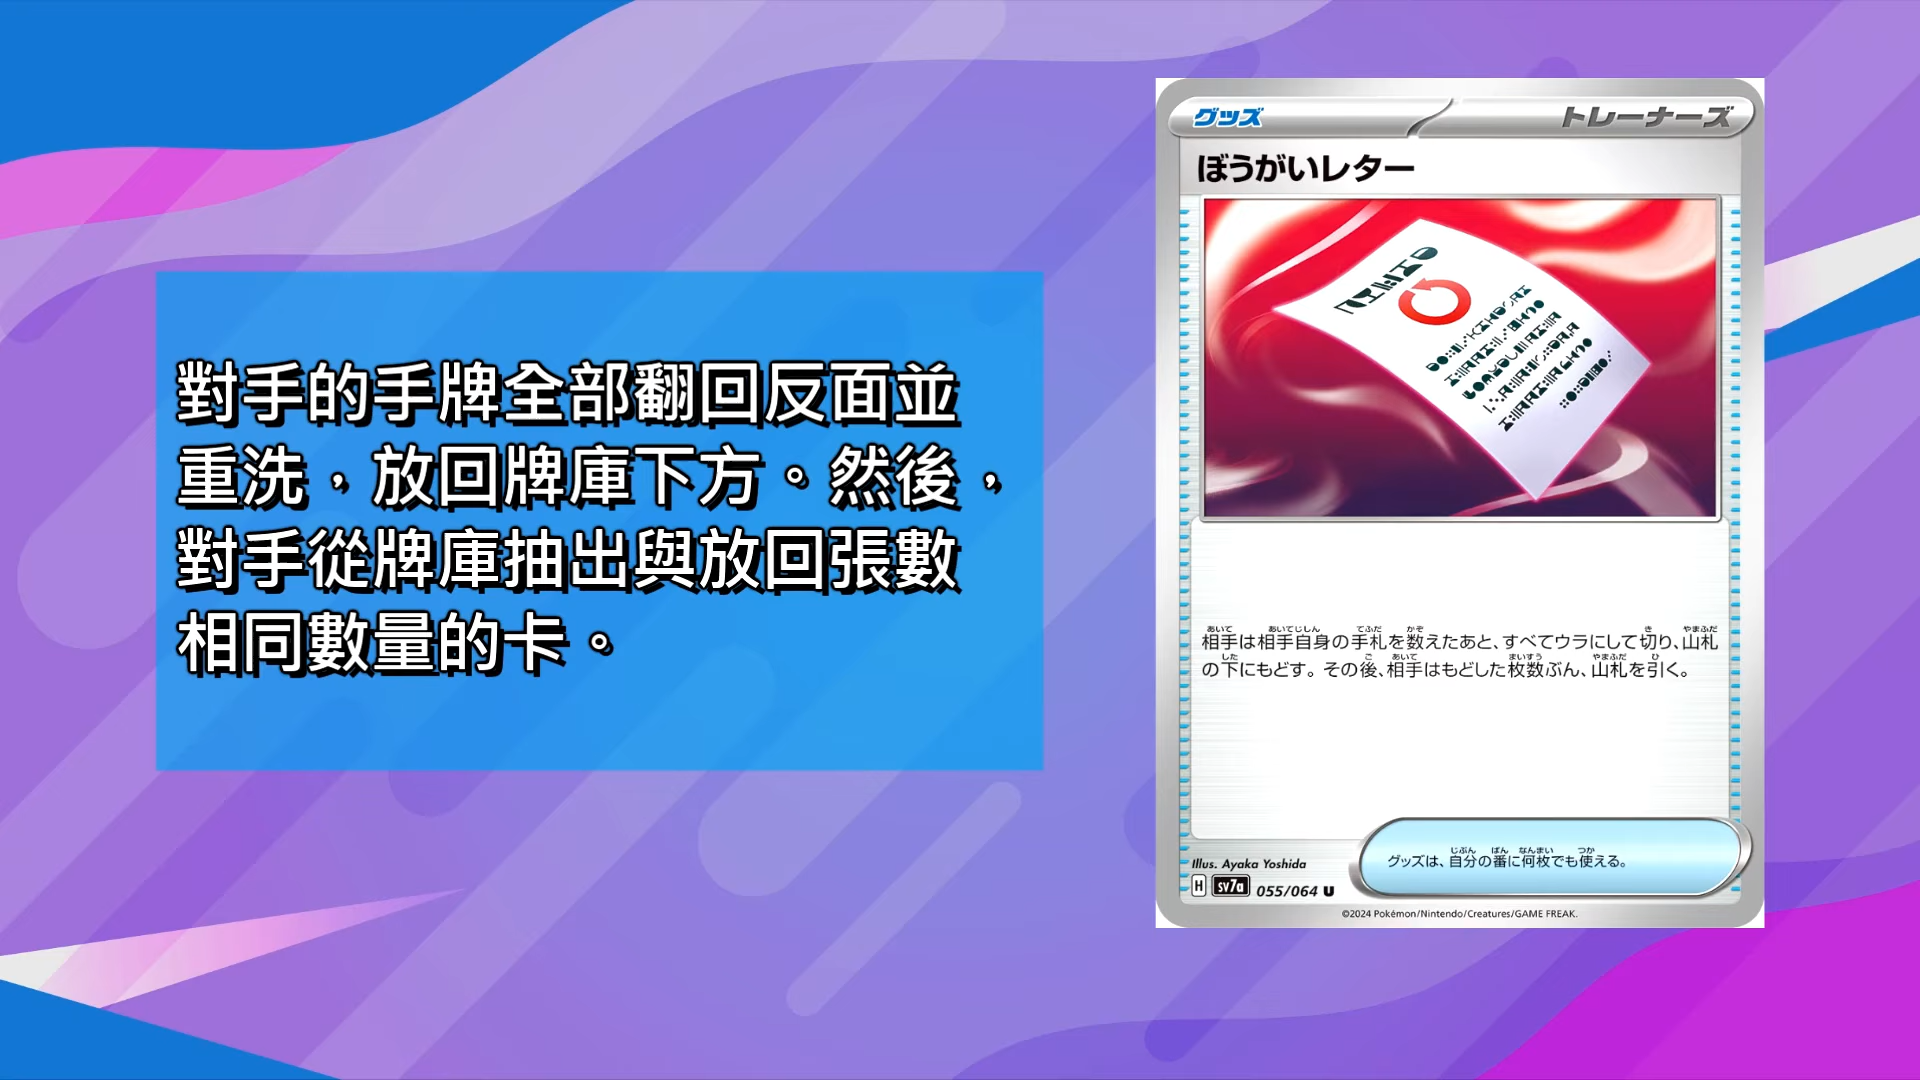 對手的手牌全部翻回反面並
重洗，放回牌庫下方。然後，
對手從牌庫抽出與放回張數
相同數量的卡。
グッズ
トレーナーズ
ぼうがいレター
相手は相手自身の手札を数えたあと、すべてウラにして切り、山札
の下にもどす。その後、相手はもどした枚数ぶん、山札を引く。
グッズは、自分の番に何枚でも使える。
Illus. Ayaka Yoshida
H sv7a 055/064 U
©2024 Pokémon/Nintendo/Creatures/GAME FREAK.